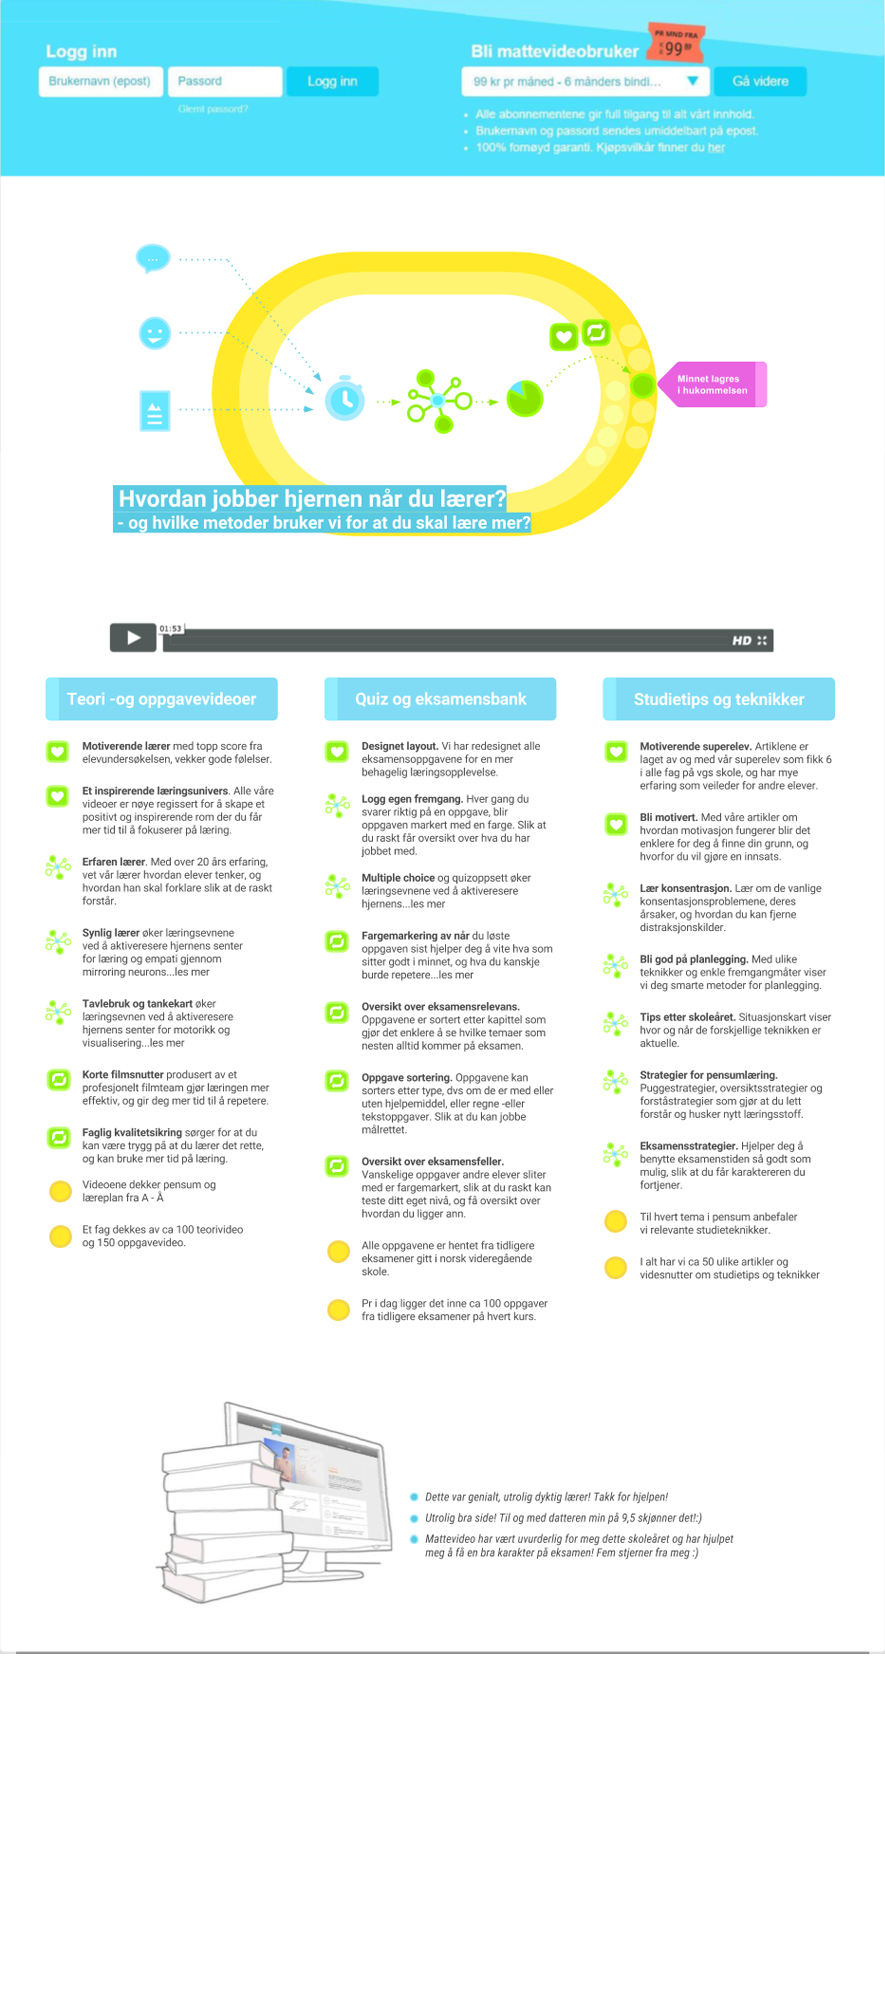 Logg inn
Brukernavn (epost)
Passord
Logg inn
Glemt passord?
Bli mattevideobruker
PR MND FRA
99
99 kr pr måned - 6 månders bindi...
Gå videre
Alle abonnementene gir full tilgang til alt vårt innhold.
Brukernavn og passord sendes umiddelbart på epost.
100% fornøyd garanti. Kjøpsvilkår finner du her
Minnet lagres
i hukommelsen
Hvordan jobber hjernen når du lærer?
- og hvilke metoder bruker vi for at du skal lære mer?
01:53
HD
Teori -og oppgavevideoer
Motiverende lærer med topp score fra
elevundersøkelsen, vekker gode følelser.
Et inspirerende læringsunivers. Alle våre
videoer er nøye regissert for å skape et
positivt og inspirerende rom der du får
mer tid til å fokuserer på læring.
Erfaren lærer. Med over 20 års erfaring,
vet vår lærer hvordan elever tenker, og
hvordan han skal forklare slik at de raskt
forstår.
Synlig lærer øker læringsevnene
ved å aktiveresere hjernens senter
for læring og empati gjennom
mirroring neurons...les mer
Tavlebruk og tankekart øker
læringsevnen ved å aktiveresere
hjernens senter for motorikk og
visualisering...les mer
Korte filmsnutter produsert av et
profesjonelt filmteam gjør læringen mer
effektiv, og gir deg mer tid til å repetere.
Faglig kvalitetsikring sørger for at du
kan være trygg på at du lærer det rette,
og kan bruke mer tid på læring.
Videoene dekker pensum og
læreplan fra A - Å
Et fag dekkes av ca 100 teorivideo
og 150 oppgavevideo.
Quiz og eksamensbank
Designet layout. Vi har redesignet alle
eksamensoppgavene for en mer
behagelig læringsopplevelse.
Logg egen fremgang. Hver gang du
svarer riktig på en oppgave, blir
oppgaven markert med en farge. Slik at
du raskt får oversikt over hva du har
jobbet med.
Multiple choice og quizoppsett øker
læringsevnene ved å aktiveresere
hjernens...les mer
Fargemarkering av når du løste
oppgaven sist hjelper deg å vite hva som
sitter godt i minnet, og hva du kanskje
burde repetere...les mer
Oversikt over eksamensrelevans.
Oppgavene er sortert etter kapittel som
gjør det enklere å se hvilke temaer som
nesten alltid kommer på eksamen.
Oppgave sortering. Oppgavene kan
sorters etter type, dvs om de er med eller
uten hjelpemiddel, eller regne -eller
tekstoppgaver. Slik at du kan jobbe
målrettet.
Oversikt over eksamensfeller.
Vanskelige oppgaver andre elever sliter
med er fargemarkert, slik at du raskt kan
teste ditt eget nivå, og få oversikt over
hvordan du ligger ann.
Alle oppgavene er hentet fra tidligere
eksamener gitt i norsk videregående
skole.
Pr i dag ligger det inne ca 100 oppgaver
fra tidligere eksamener på hvert kurs.
Studietips og teknikker
Motiverende superelev. Artiklene er
laget av og med vår superelev som fikk 6
i alle fag på vgs skole, og har mye
erfaring som veileder for andre elever.
Bli motivert. Med våre artikler om
hvordan motivasjon fungerer blir det
enklere for deg å finne din grunn, og
hvorfor du vil gjøre en innsats.
Lær konsentrasjon. Lær om de vanlige
konsentasjonsproblemene, deres
årsaker, og hvordan du kan fjerne
distraksjonskilder.
Bli god på planlegging. Med ulike
teknikker og enkle fremgangmåter viser
vi deg smarte metoder for planlegging.
Tips etter skoleåret. Situasjonskart viser
hvor og når de forskjellige teknikken er
aktuelle.
Strategier for pensumlæring.
Puggestrategier, oversiktsstrategier og
forståstrategier som gjør at du lett
forstår og husker nytt læringsstoff.
Eksamensstrategier. Hjelper deg å
benytte eksamenstiden så godt som
mulig, slik at du får karaktereren du
fortjener.
Til hvert tema i pensum anbefaler
vi relevante studieteknikker.
I alt har vi ca 50 ulike artikler og
videsnutter om studietips og teknikker
Dette var genialt, utrolig dyktig lærer! Takk for hjelpen!
Utrolig bra side! Til og med datteren min på 9,5 skjønner det!:)
Mattevideo har vært uvurderlig for meg dette skoleåret og har hjulpet
meg å få en bra karakter på eksamen! Fem stjerner fra meg :)